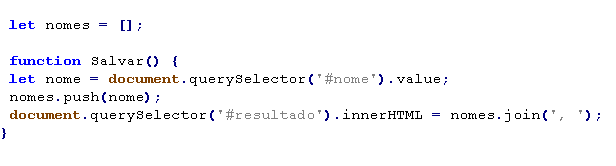 let nomes = [];
function Salvar() {
let nome = document.querySelector('#nome').value;
nomes.push(nome);
document.querySelector('#resultado').innerHTML = nomes.join(', ');
}